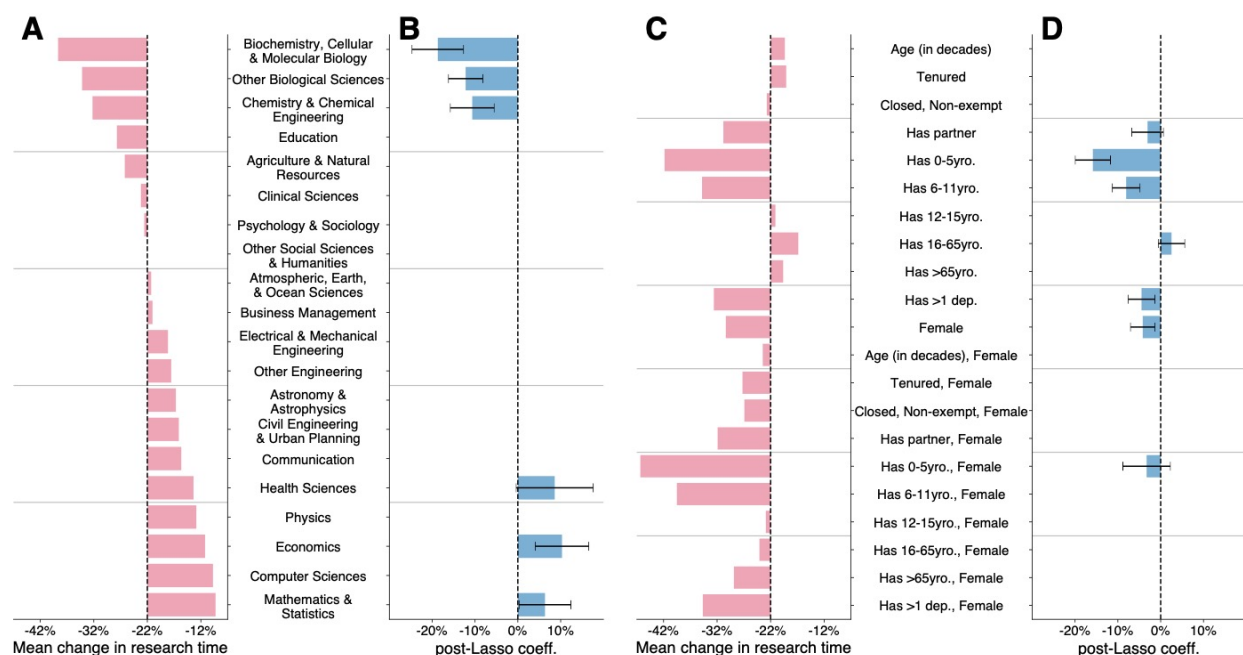 A
B
C
D
Biochemistry, Cellular
& Molecular Biology
Other Biological Sciences
Chemistry & Chemical
Engineering
Education
Agriculture & Natural
Resources
Clinical Sciences
Psychology & Sociology
Other Social Sciences
& Humanities
Atmospheric, Earth,
& Ocean Sciences
Business Management
Electrical & Mechanical
Engineering
Other Engineering
Astronomy &
Astrophysics
Civil Engineering
& Urban Planning
Communication
Health Sciences
Physics
Economics
Computer Sciences
Mathematics &
Statistics
-42% -32% -22% -12%
Mean change in research time
-20% -10% 0% 10%
post-Lasso coeff.
Age (in decades)
Tenured
Closed, Non-exempt
Has partner
Has 0-5yro.
Has 6-11yro.
Has 12-15yro.
Has 16-65yro.
Has >65yro.
Has >1 dep.
Female
Age (in decades), Female
Tenured, Female
Closed, Non-exempt, Female
Has partner, Female
Has 0-5yro., Female
Has 6-11yro., Female
Has 12-15yro., Female
Has 16-65yro., Female
Has >65yro., Female
Has >1 dep., Female
-42% -32% -22% -12%
Mean change in research time
-20% -10% 0% 10%
post-Lasso coeff.